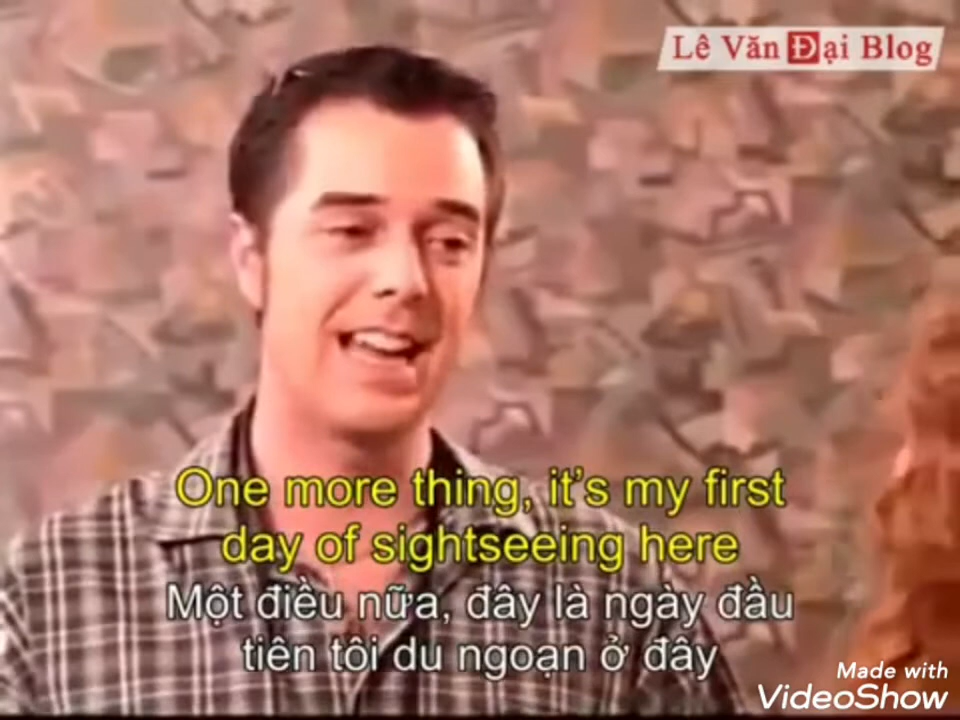 Lê Văn Đại Blog
One more thing, it's my first
day of sightseeing here
Một điều nữa, đây là ngày đầu
tiên tôi du ngoạn ở đây
Made with
VideoShow